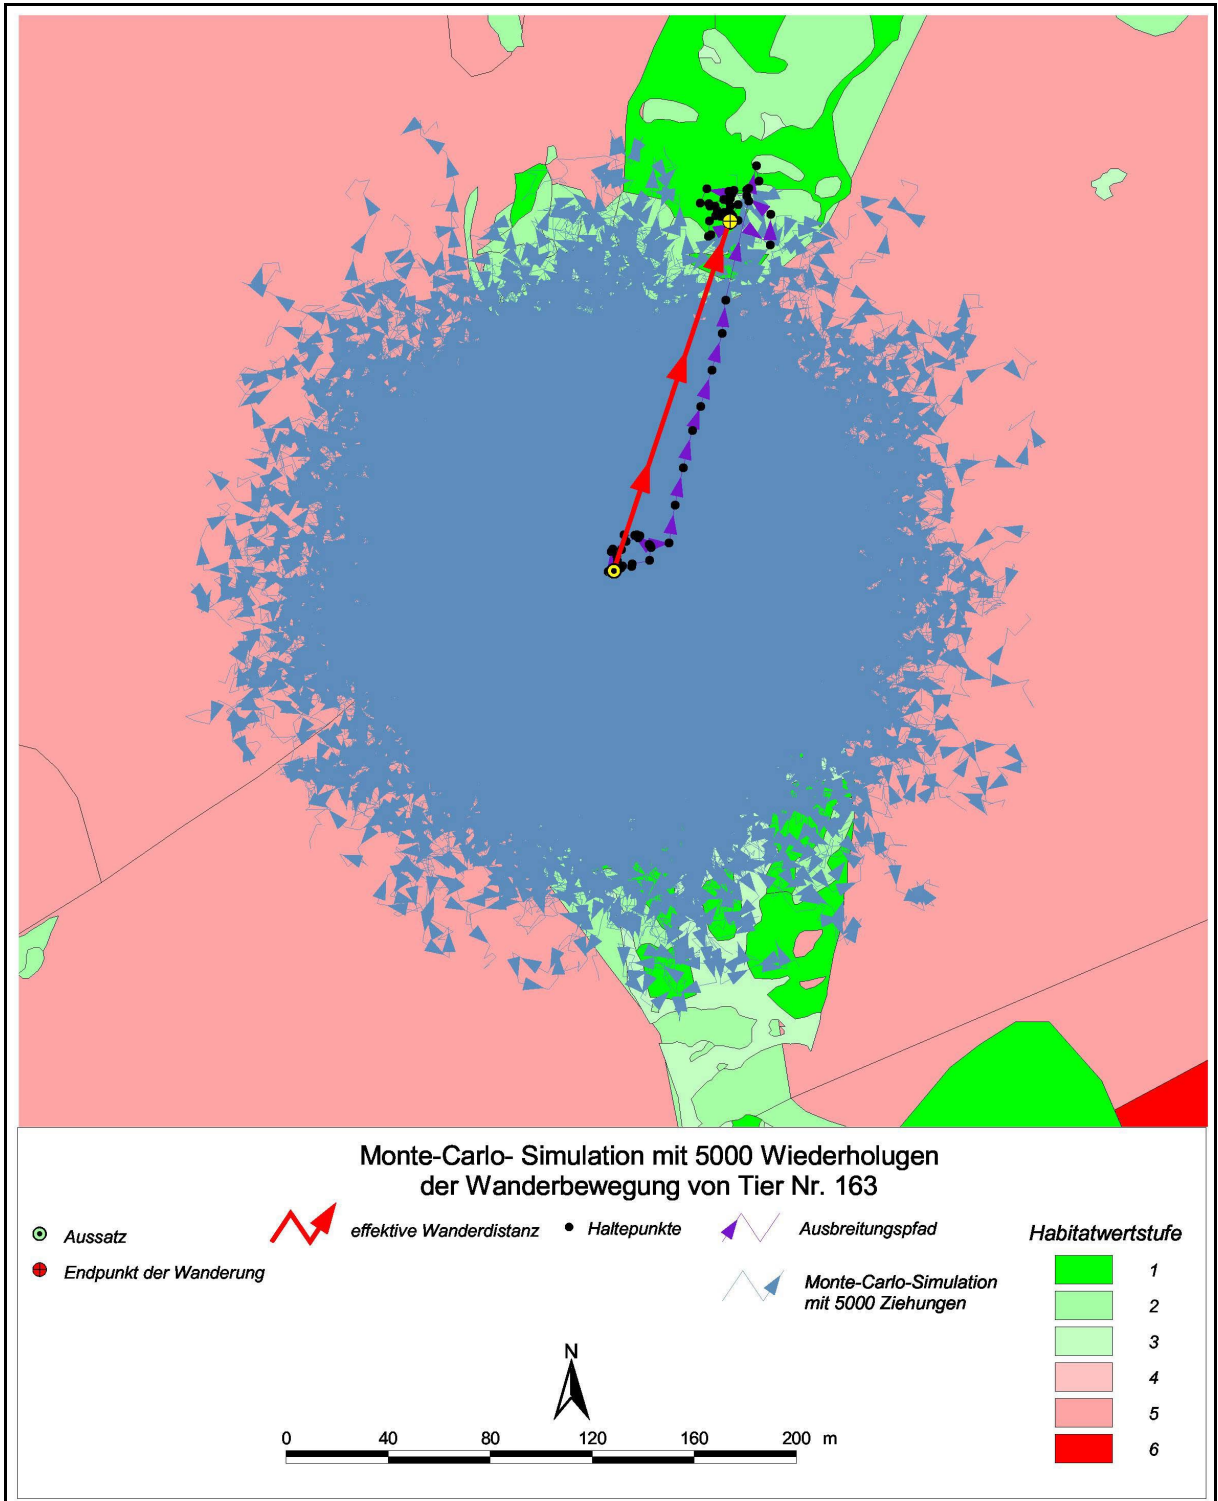 Monte-Carlo- Simulation mit 5000 Wiederholugen
der Wanderbewegung von Tier Nr. 163
Aussatz
effektive Wanderdistanz
Haltepunkte
Ausbreitungspfad
Habitatwertstufe
Endpunkt der Wanderung
Monte-Carlo-Simulation
mit 5000 Ziehungen
1
2
3
4
5
6
N
0 40 80 120 160 200 m